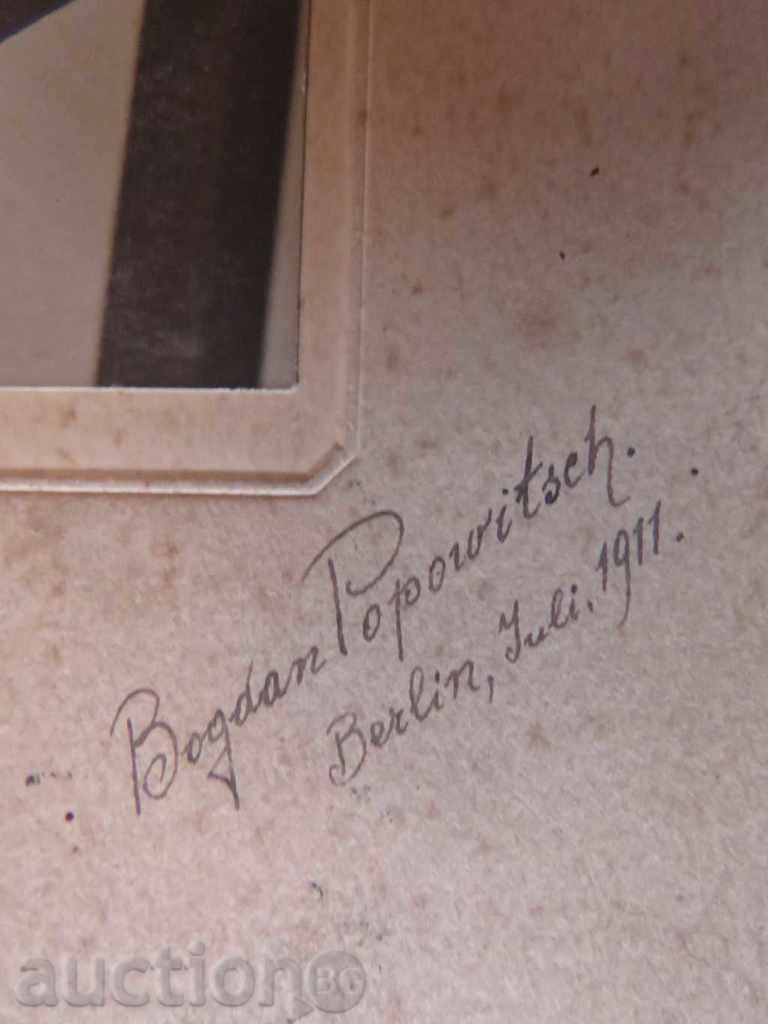 Bogdan Popowitsch.
Berlin, Juli, 1911.
auctionBG